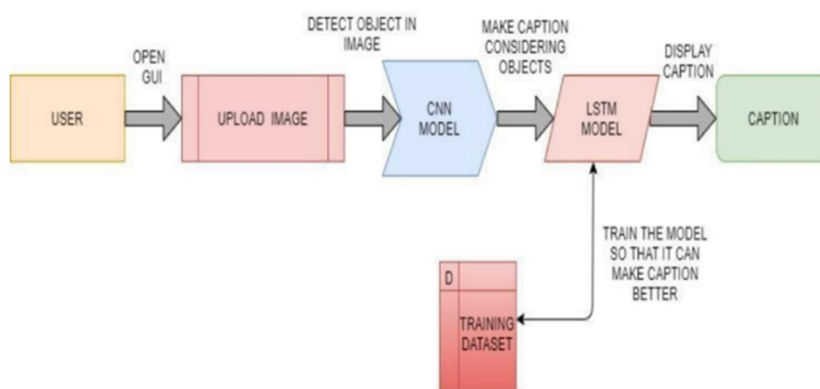 DETECT OBJECT IN
IMAGE
MAKE CAPTION
CONSIDERING
OBJECTS
DISPLAY
CAPTION
OPEN
GUI
USER
UPLOAD IMAGE
CNN
MODEL
LSTM
MODEL
CAPTION
TRAIN THE MODEL
SO THAT IT CAN
MAKE CAPTION
BETTER
D
TRAINING
DATASET